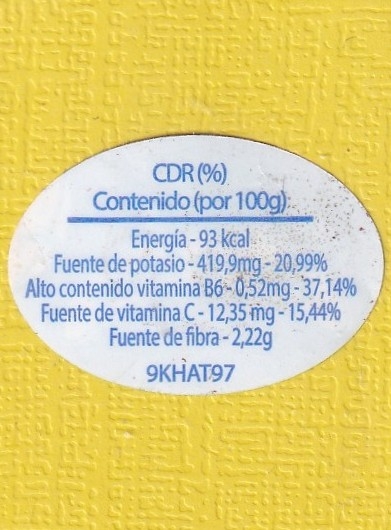 CDR (%)
Contenido (por 100g)
Energía - 93 kcal
Fuente de potasio - 419,9mg - 20,99%
Alto contenido vitamina B6 - 0,52mg - 37,14%
Fuente de vitamina C - 12,35 mg - 15,44%
Fuente de fibra - 2,22g
9KHAT97